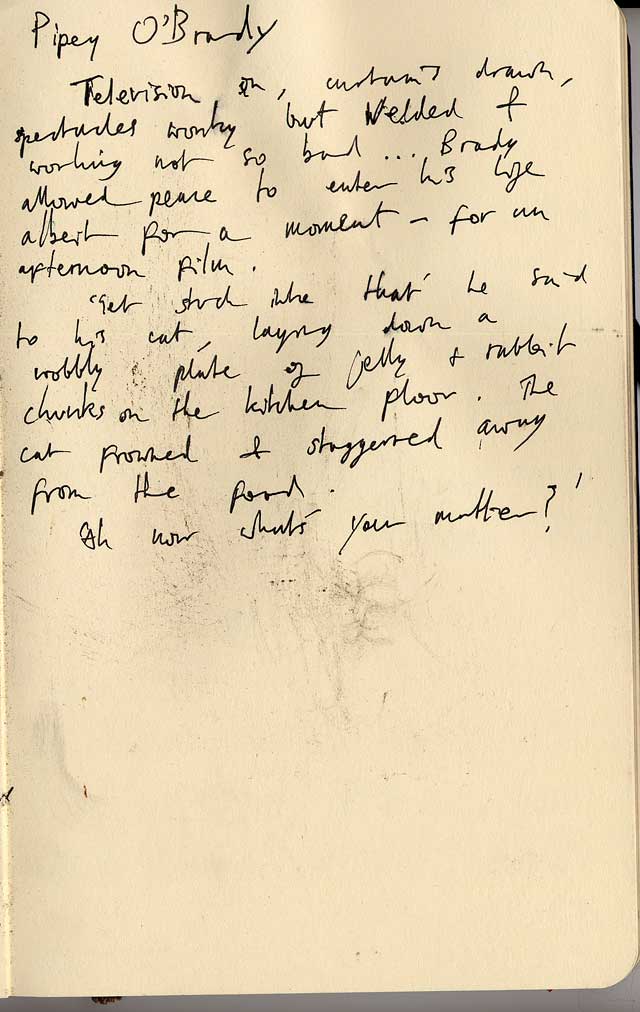 Pipey O'Brady
Television on, curtains drawn,
spectacles wonky but welded &
working not so bad ... Brady
allowed peace to enter his life
albeit for a moment – for an
afternoon film.
'Get stuck into that' he said
to his cat, laying down a
wobbly plate of jelly & rabbit
chunks on the kitchen floor. The
cat frowned & staggered away
from the food.
Oh now what's your matter?'